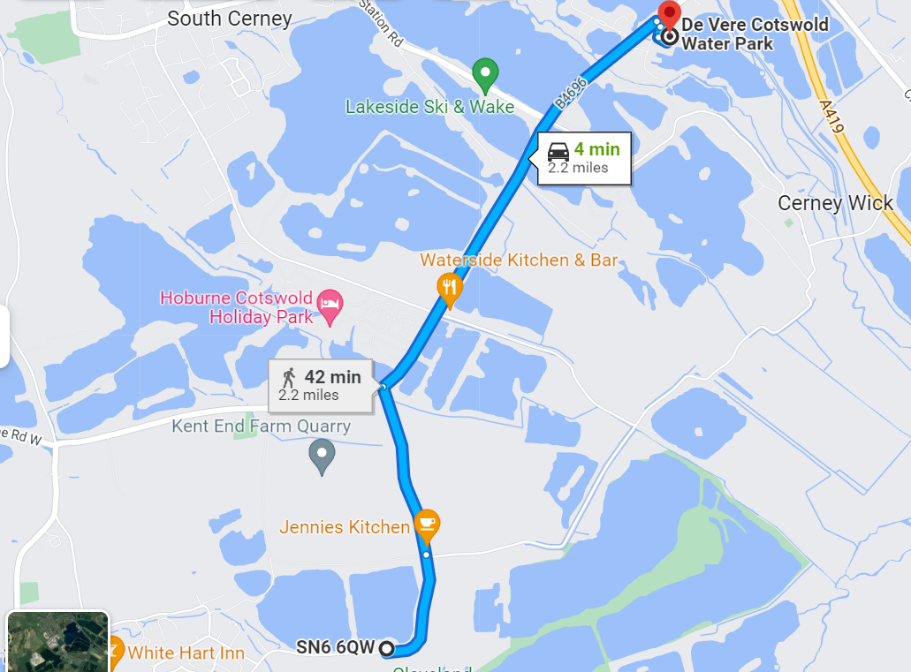 South Cerney
Station Rd
De Vere Cotswold
Water Park
Lakeside Ski & Wake
B4696
A419
4 min
2.2 miles
Cerney Wick
Waterside Kitchen & Bar
Hoburne Cotswold
Holiday Park
42 min
2.2 miles
Kent End Farm Quarry
e Rd W
Jennies Kitchen
SN6 6QW
White Hart Inn
Cleveland